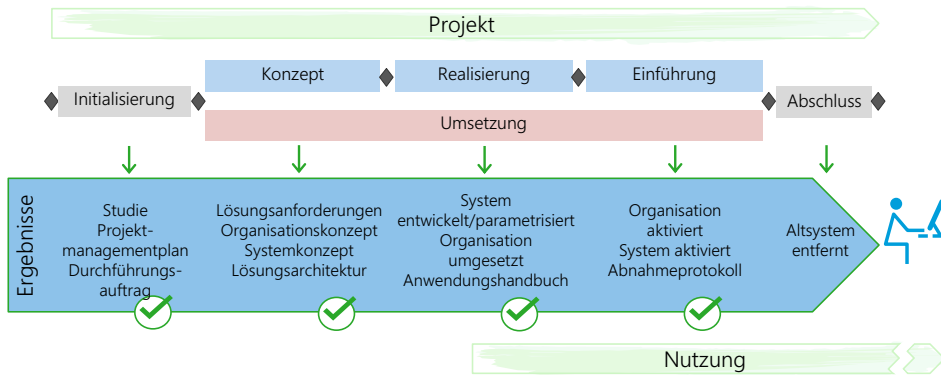 Projekt
Konzept
Realisierung
Einführung
Initialisierung
Abschluss
Umsetzung
Ergebnisse
Studie
Projekt-
managementplan
Durchführungs-
auftrag
Lösungsanforderungen
Organisationskonzept
Systemkonzept
Lösungsarchitektur
System
entwickelt/parametrisiert
Organisation
umgesetzt
Anwendungshandbuch
Organisation
aktiviert
System aktiviert
Abnahmeprotokoll
Altsystem
entfernt
Nutzung